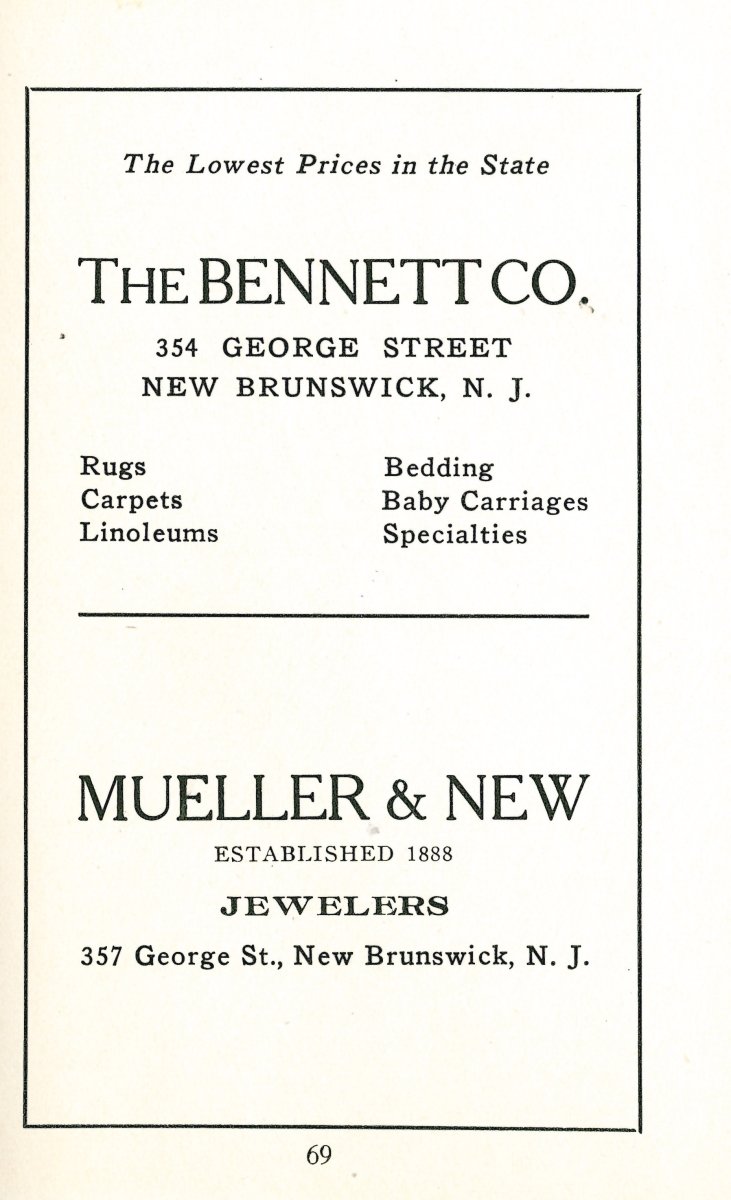 The Lowest Prices in the State
THE BENNETT CO.
354 GEORGE STREET
NEW BRUNSWICK, N. J.
Rugs
Carpets
Linoleums
Bedding
Baby Carriages
Specialties
MUELLER & NEW
ESTABLISHED 1888
JEWELERS
357 George St., New Brunswick, N. J.
69